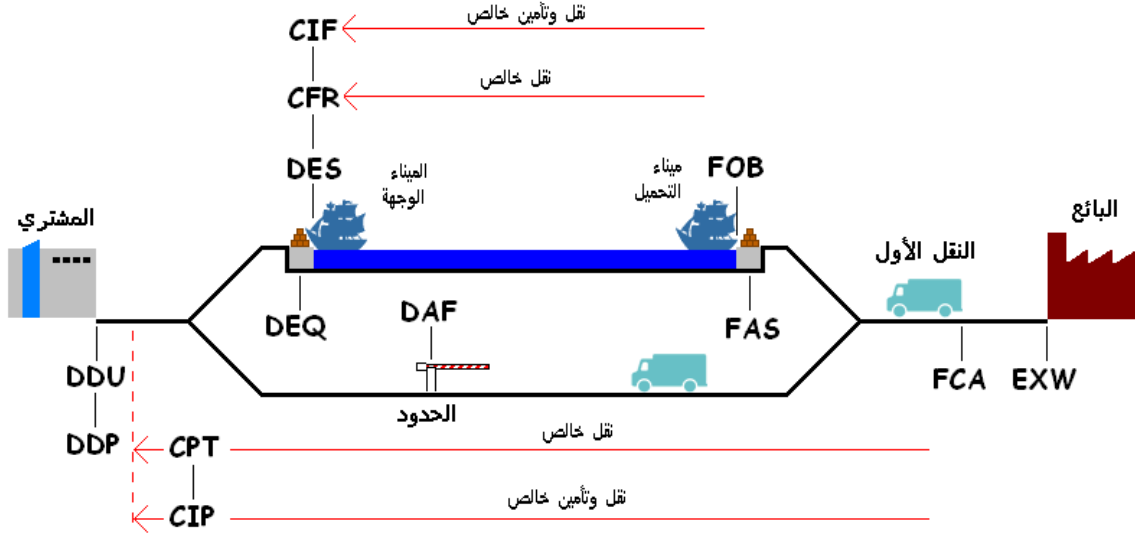 نقل وتأمين خالص
CIF
نقل خالص
CFR
DES
الميناء
الوجهة
ميناء
التحميل
FOB
البائع
المشتري
النقل الأول
DEQ
DAF
FAS
DDU
FCA
EXW
الحدود
DDP
CPT
نقل خالص
CIP
نقل وتأمين خالص